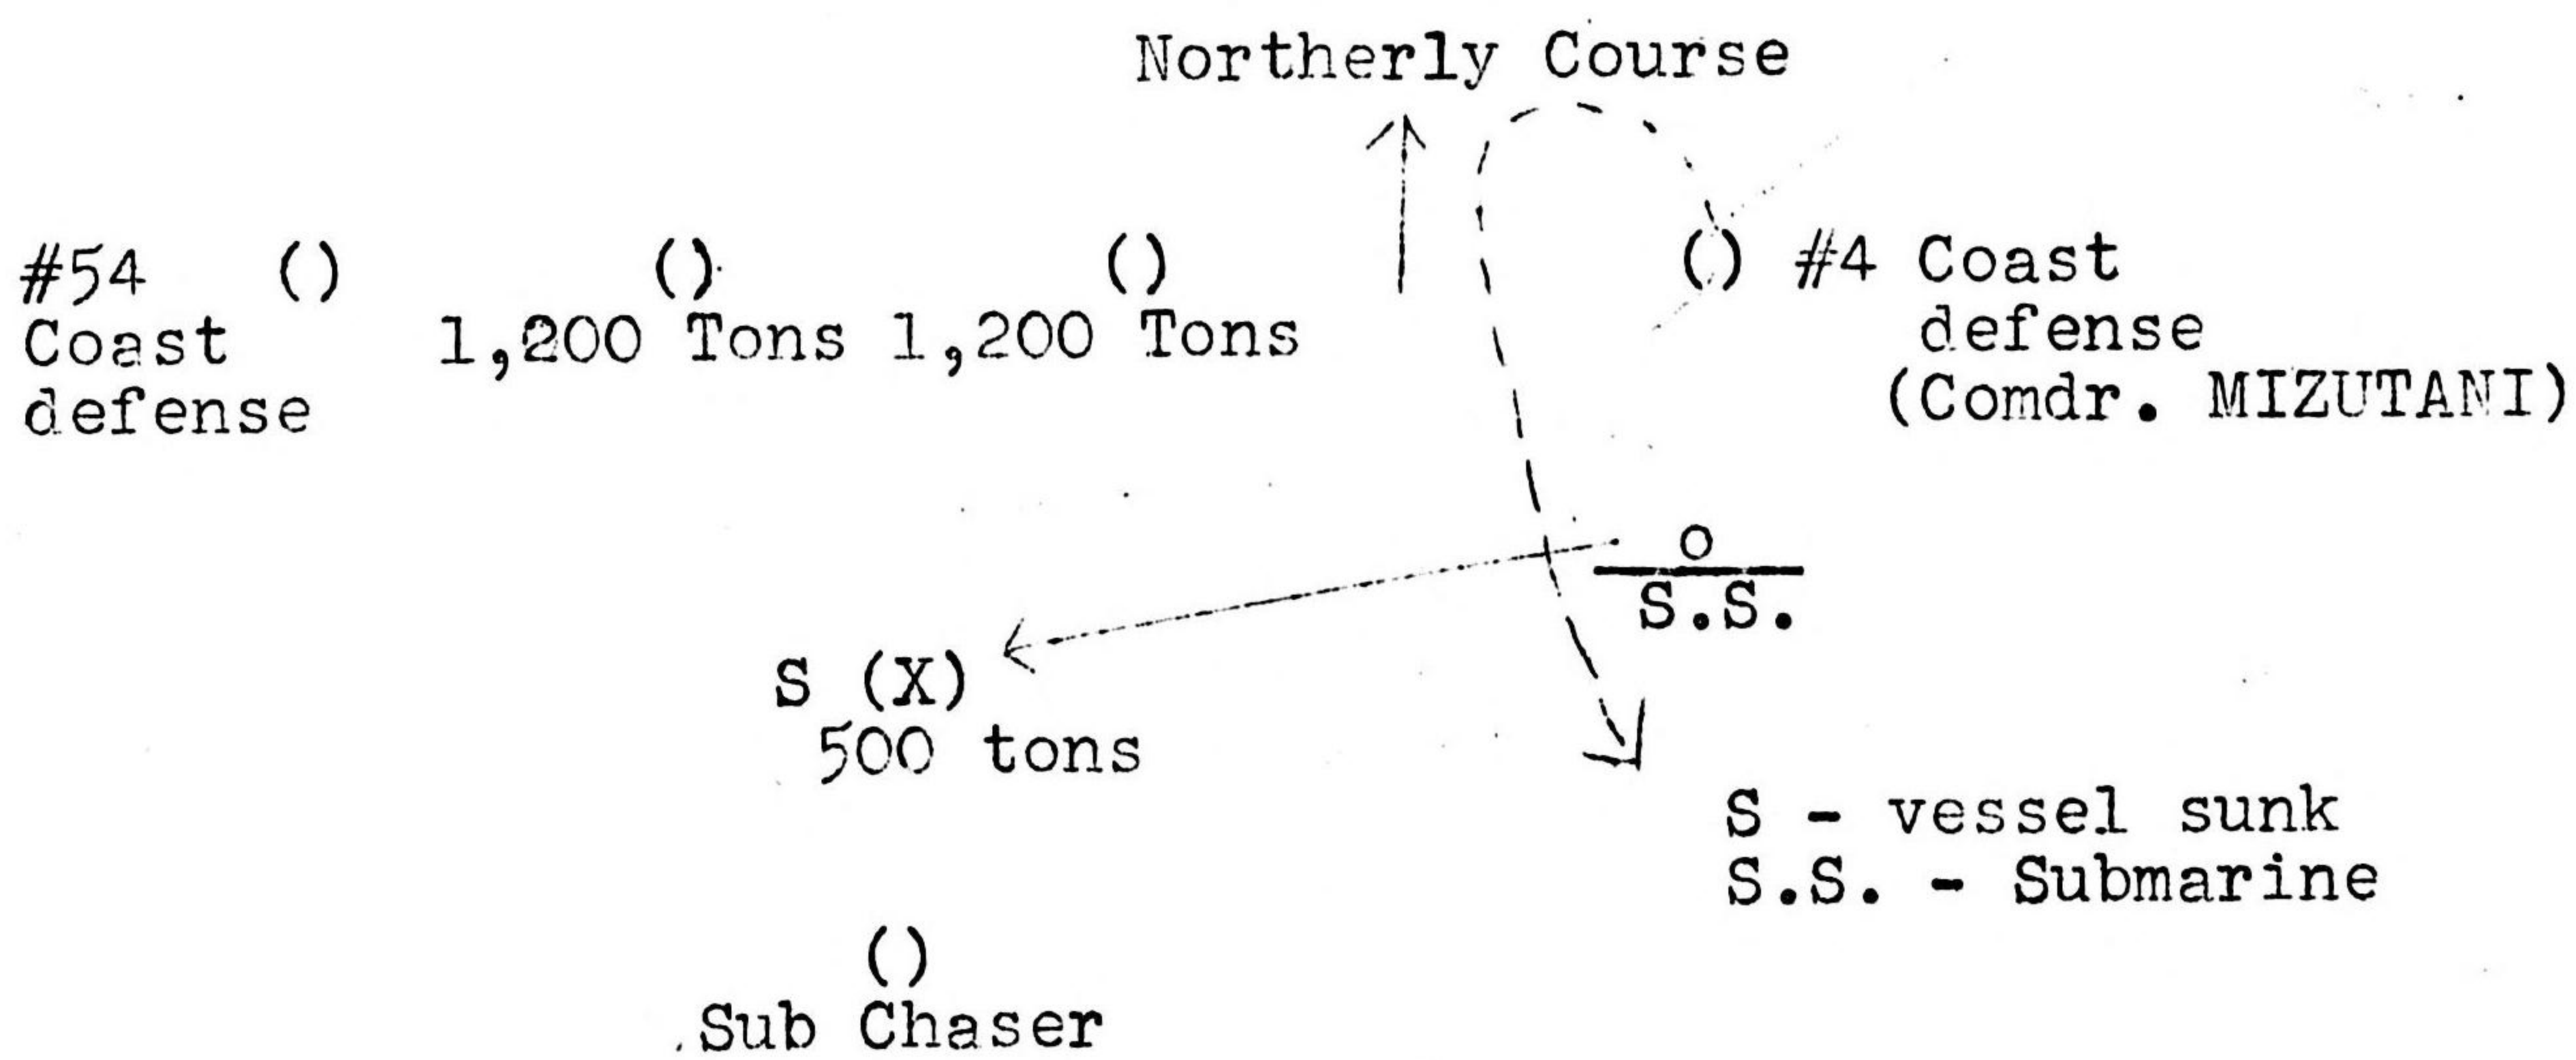 Northerly Course
#54 () () () () #4 Coast
Coast 1,200 Tons 1,200 Tons defense
defense (Comdr. MIZUTANI)
o
S.S.
S (X)
500 tons
S - vessel sunk
S.S. - Submarine
()
Sub Chaser